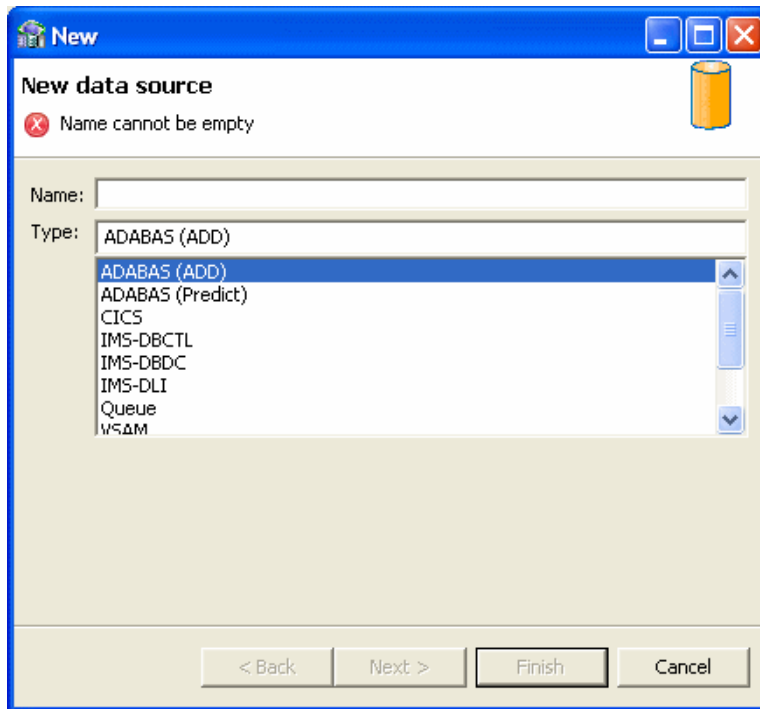 New
New data source
Name cannot be empty
Name:
Type: ADABAS (ADD)
ADABAS (ADD)
ADABAS (Predict)
CICS
IMS-DBCTL
IMS-DBDC
IMS-DLI
Queue
VSAM
< Back Next > Finish Cancel